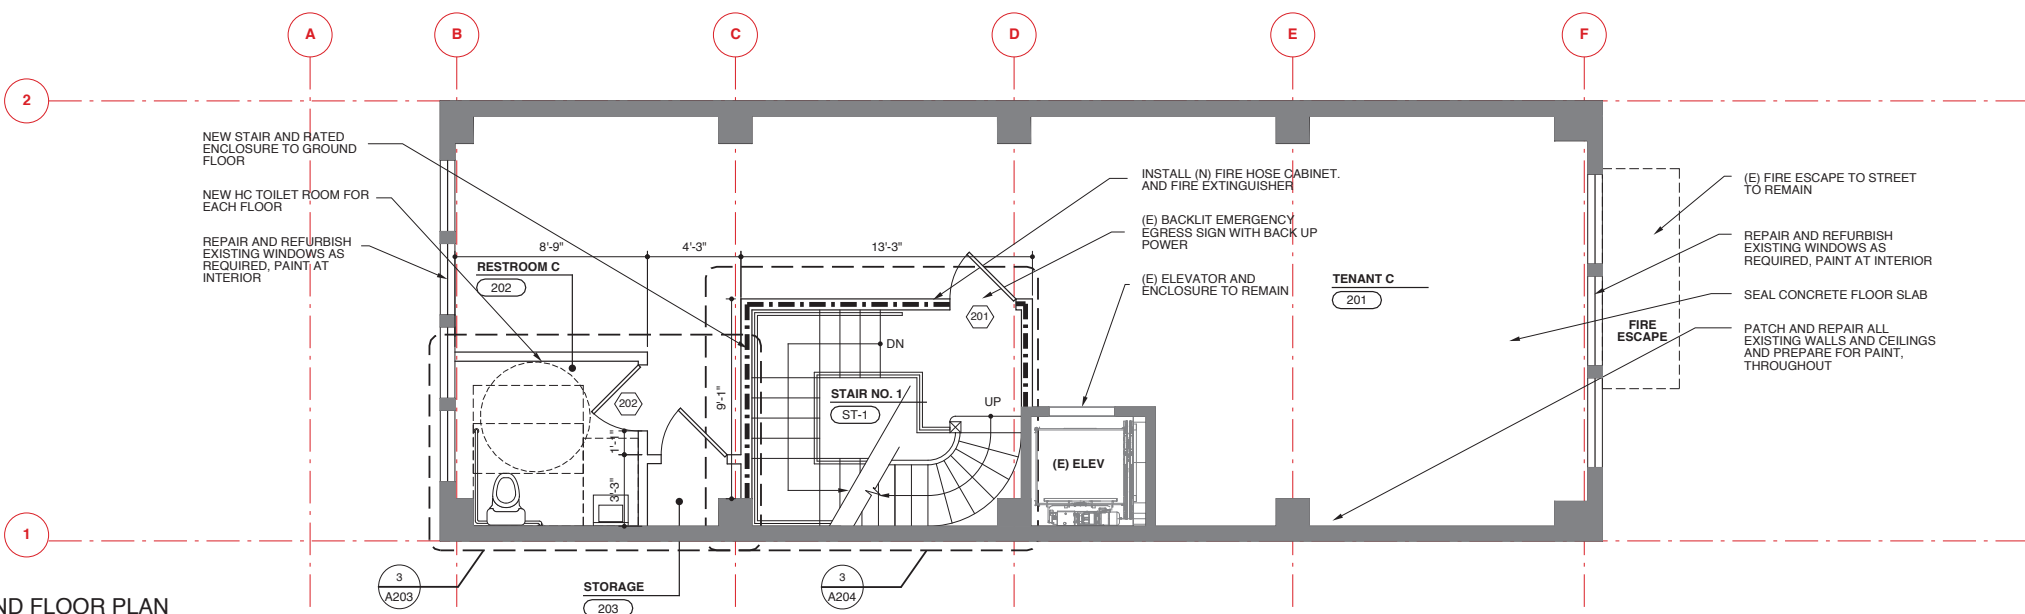 A
B
C
D
E
F
2
NEW STAIR AND RATED
ENCLOSURE TO GROUND
FLOOR
NEW HC TOILET ROOM FOR
EACH FLOOR
REPAIR AND REFURBISH
EXISTING WINDOWS AS
REQUIRED, PAINT AT
INTERIOR
8'-9"
4'-3"
13'-3"
RESTROOM C
202
INSTALL (N) FIRE HOSE CABINET.
AND FIRE EXTINGUISHER
(E) BACKLIT EMERGENCY
EGRESS SIGN WITH BACK UP
POWER
(E) ELEVATOR AND
ENCLOSURE TO REMAIN
TENANT C
201
(E) FIRE ESCAPE TO STREET
TO REMAIN
REPAIR AND REFURBISH
EXISTING WINDOWS AS
REQUIRED, PAINT AT INTERIOR
SEAL CONCRETE FLOOR SLAB
PATCH AND REPAIR ALL
EXISTING WALLS AND CEILINGS
AND PREPARE FOR PAINT,
THROUGHOUT
FIRE
ESCAPE
201
DN
9'-1"
STAIR NO. 1
ST-1
UP
202
1'-1"
3'-3"
(E) ELEV
1
3
A203
STORAGE
203
3
A204
ND FLOOR PLAN